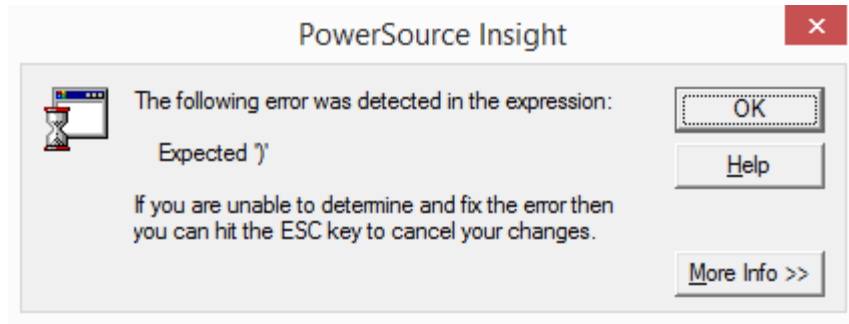 PowerSource Insight
The following error was detected in the expression:
Expected ')'
If you are unable to determine and fix the error then
you can hit the ESC key to cancel your changes.
OK
Help
More Info >>